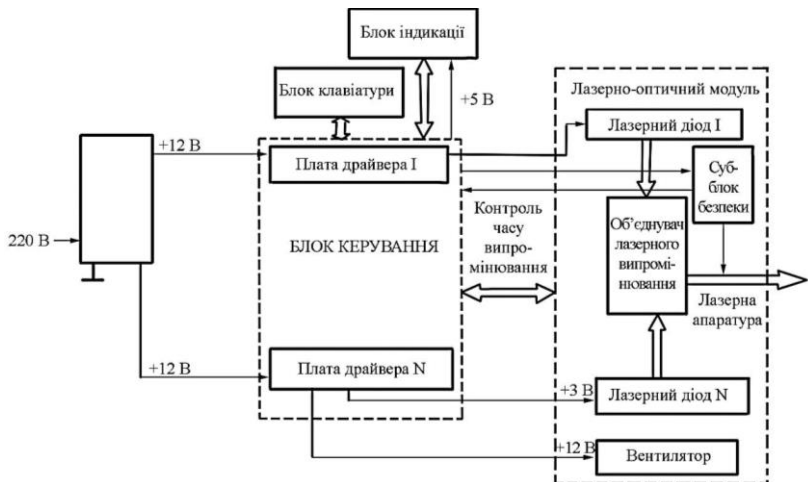 Блок індикації
Блок клавіатури
+5 В
Лазерно-оптичний модуль
Лазерний діод I
+12 В
Плата драйвера I
Суб-
блок
безпеки
220 В
БЛОК КЕРУВАННЯ
Контроль
часу
випро-
мінювання
Об’єднувач
лазерного
випромі-
нювання
Лазерна
апаратура
+12 В
Плата драйвера N
+3 В
Лазерний діод N
+12 В
Вентилятор